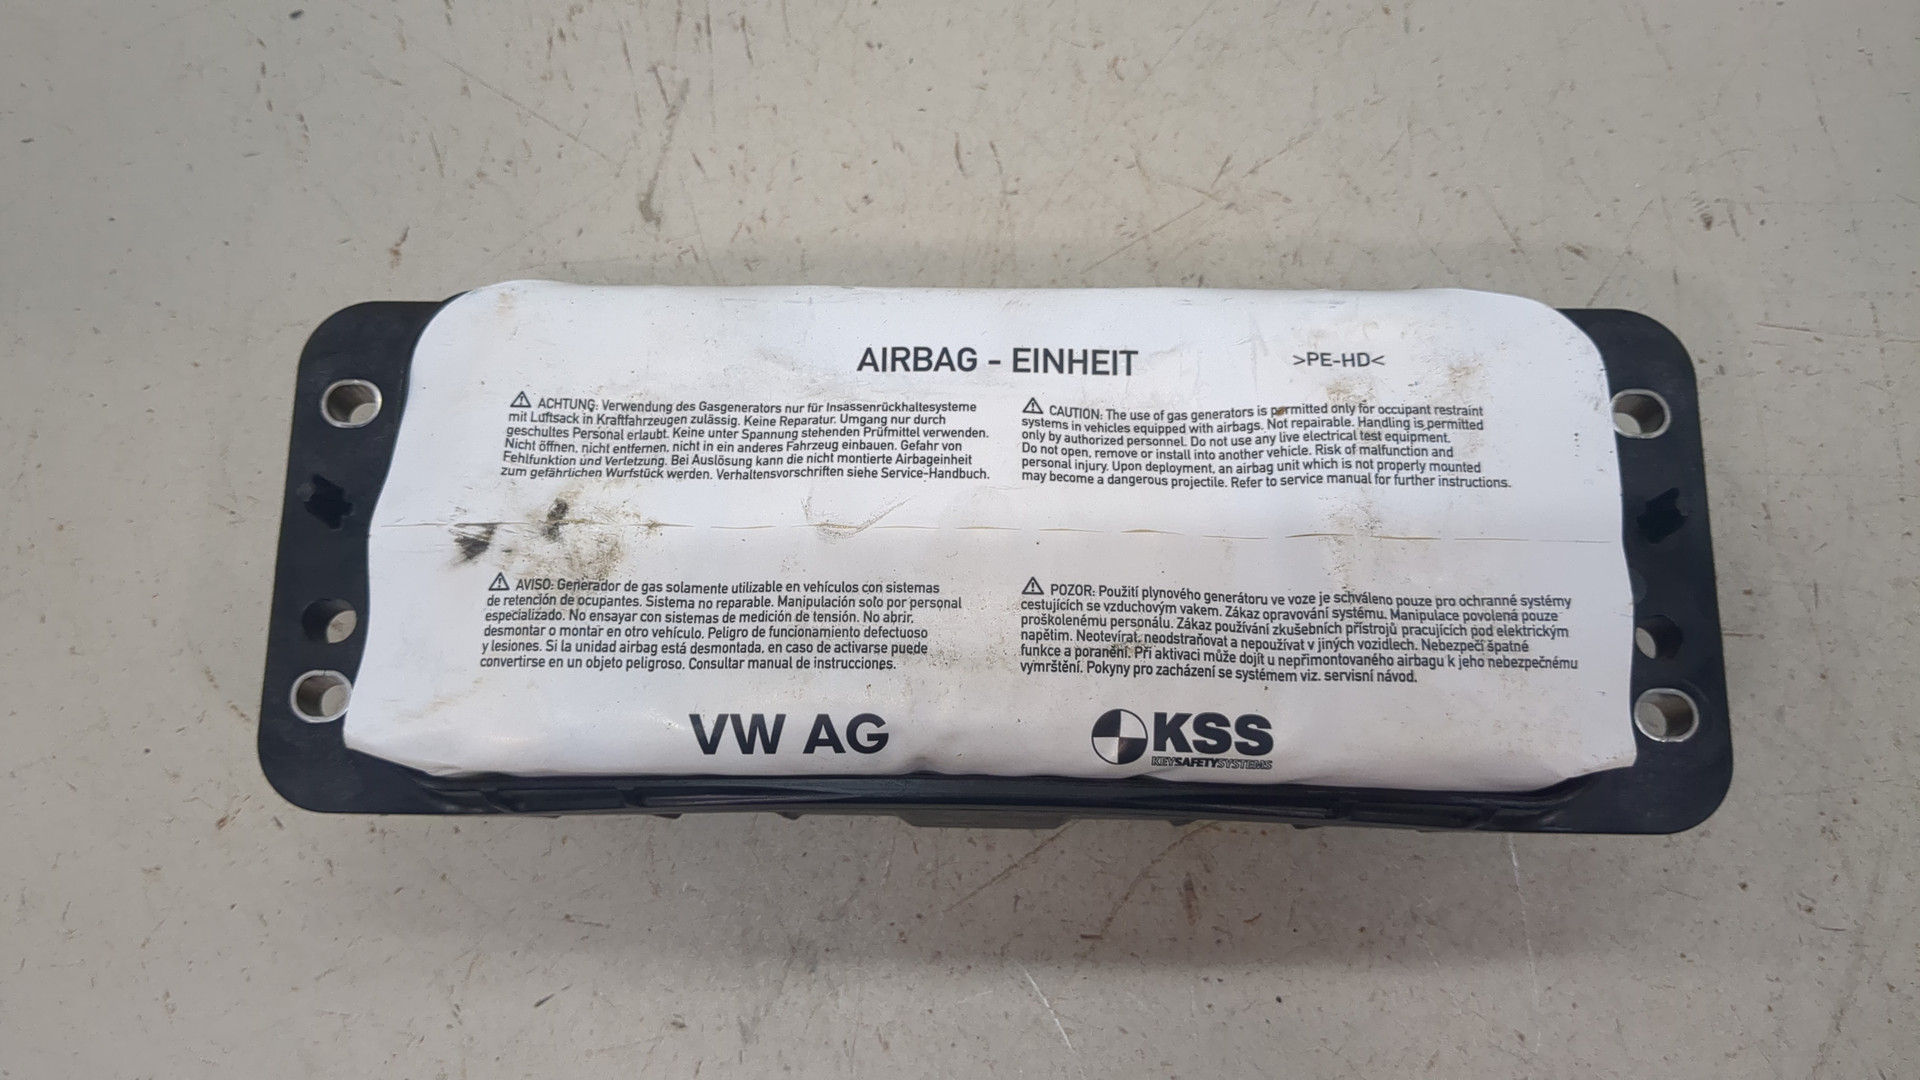 AIRBAG - EINHEIT
>PE-HD<
⚠ ACHTUNG: Verwendung des Gasgenerators nur für Insassenrückhaltesysteme
mit Luftsack in Kraftfahrzeugen zulässig. Keine Reparatur. Umgang nur durch
geschultes Personal erlaubt. Keine unter Spannung stehenden Prüfmittel verwenden.
Nicht öffnen, nicht entfernen, nicht in ein anderes Fahrzeug einbauen. Gefahr von
Fehlfunktion und Verletzung. Bei Auslösung kann die nicht montierte Airbageinheit
zum gefährlichen Wurfstück werden. Verhaltensvorschriften siehe Service-Handbuch.
⚠ CAUTION: The use of gas generators is permitted only for occupant restraint
systems in vehicles equipped with airbags. Not repairable. Handling is permitted
only by authorized personnel. Do not use any live electrical test equipment.
Do not open, remove or install into another vehicle. Risk of malfunction and
personal injury. Upon deployment, an airbag unit which is not properly mounted
may become a dangerous projectile. Refer to service manual for further instructions.
⚠ AVISO: Generador de gas solamente utilizable en vehículos con sistemas
de retención de ocupantes. Sistema no reparable. Manipulación solo por personal
especializado. No ensayar con sistemas de medición de tensión. No abrir,
desmontar o montar en otro vehículo. Peligro de funcionamiento defectuoso
y lesiones. Si la unidad airbag está desmontada, en caso de activarse puede
convertirse en un objeto peligroso. Consultar manual de instrucciones.
⚠ POZOR: Použití plynového generátoru ve voze je schváleno pouze pro ochranné systémy
cestujících se vzduchovým vakem. Zákaz opravování systému. Manipulace povolená pouze
proškolenému personálu. Zákaz používání zkušebních přístrojů pracujících pod elektrickým
napětím. Neotevírat, neodstraňovat a nepoužívat v jiných vozidlech. Nebezpečí špatné
funkce a poranění. Při aktivaci může dojít u nepřimontovaného airbagu k jeho nebezpečnému
vymrštění. Pokyny pro zacházení se systémem viz. servisní návod.
VW AG
KSS
KEYSAFETYSYSTEMS